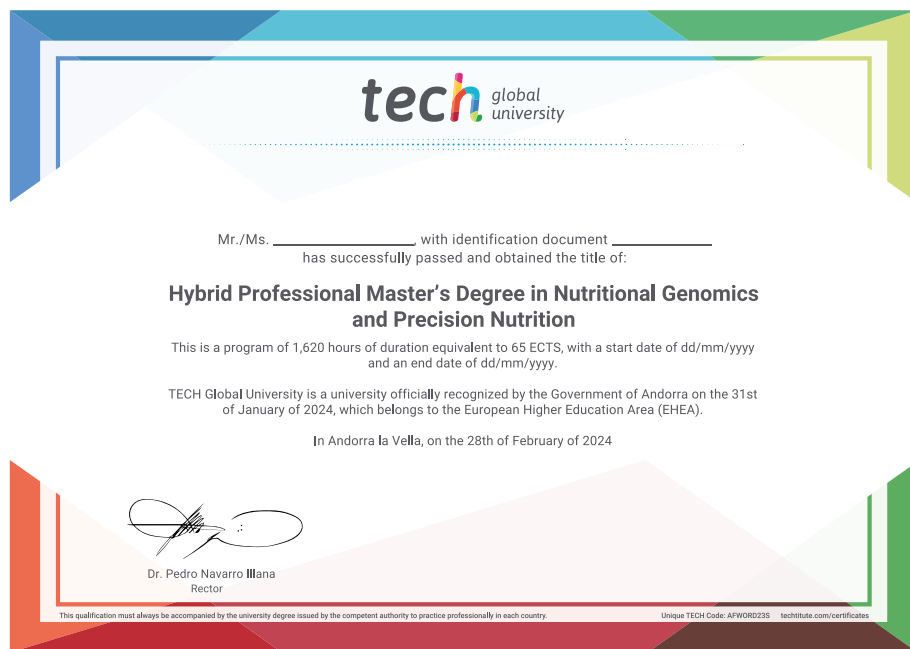 tech global university
Mr./Ms. ____________, with identification document ____________
has successfully passed and obtained the title of:
Hybrid Professional Master’s Degree in Nutritional Genomics
and Precision Nutrition
This is a program of 1,620 hours of duration equivalent to 65 ECTS, with a start date of dd/mm/yyyy
and an end date of dd/mm/yyyy.
TECH Global University is a university officially recognized by the Government of Andorra on the 31st
of January of 2024, which belongs to the European Higher Education Area (EHEA).
In Andorra la Vella, on the 28th of February of 2024
Dr. Pedro Navarro Illana
Rector
This qualification must always be accompanied by the university degree issued by the competent authority to practice professionally in each country.
Unique TECH Code: AFWORD23S techtitute.com/certificates